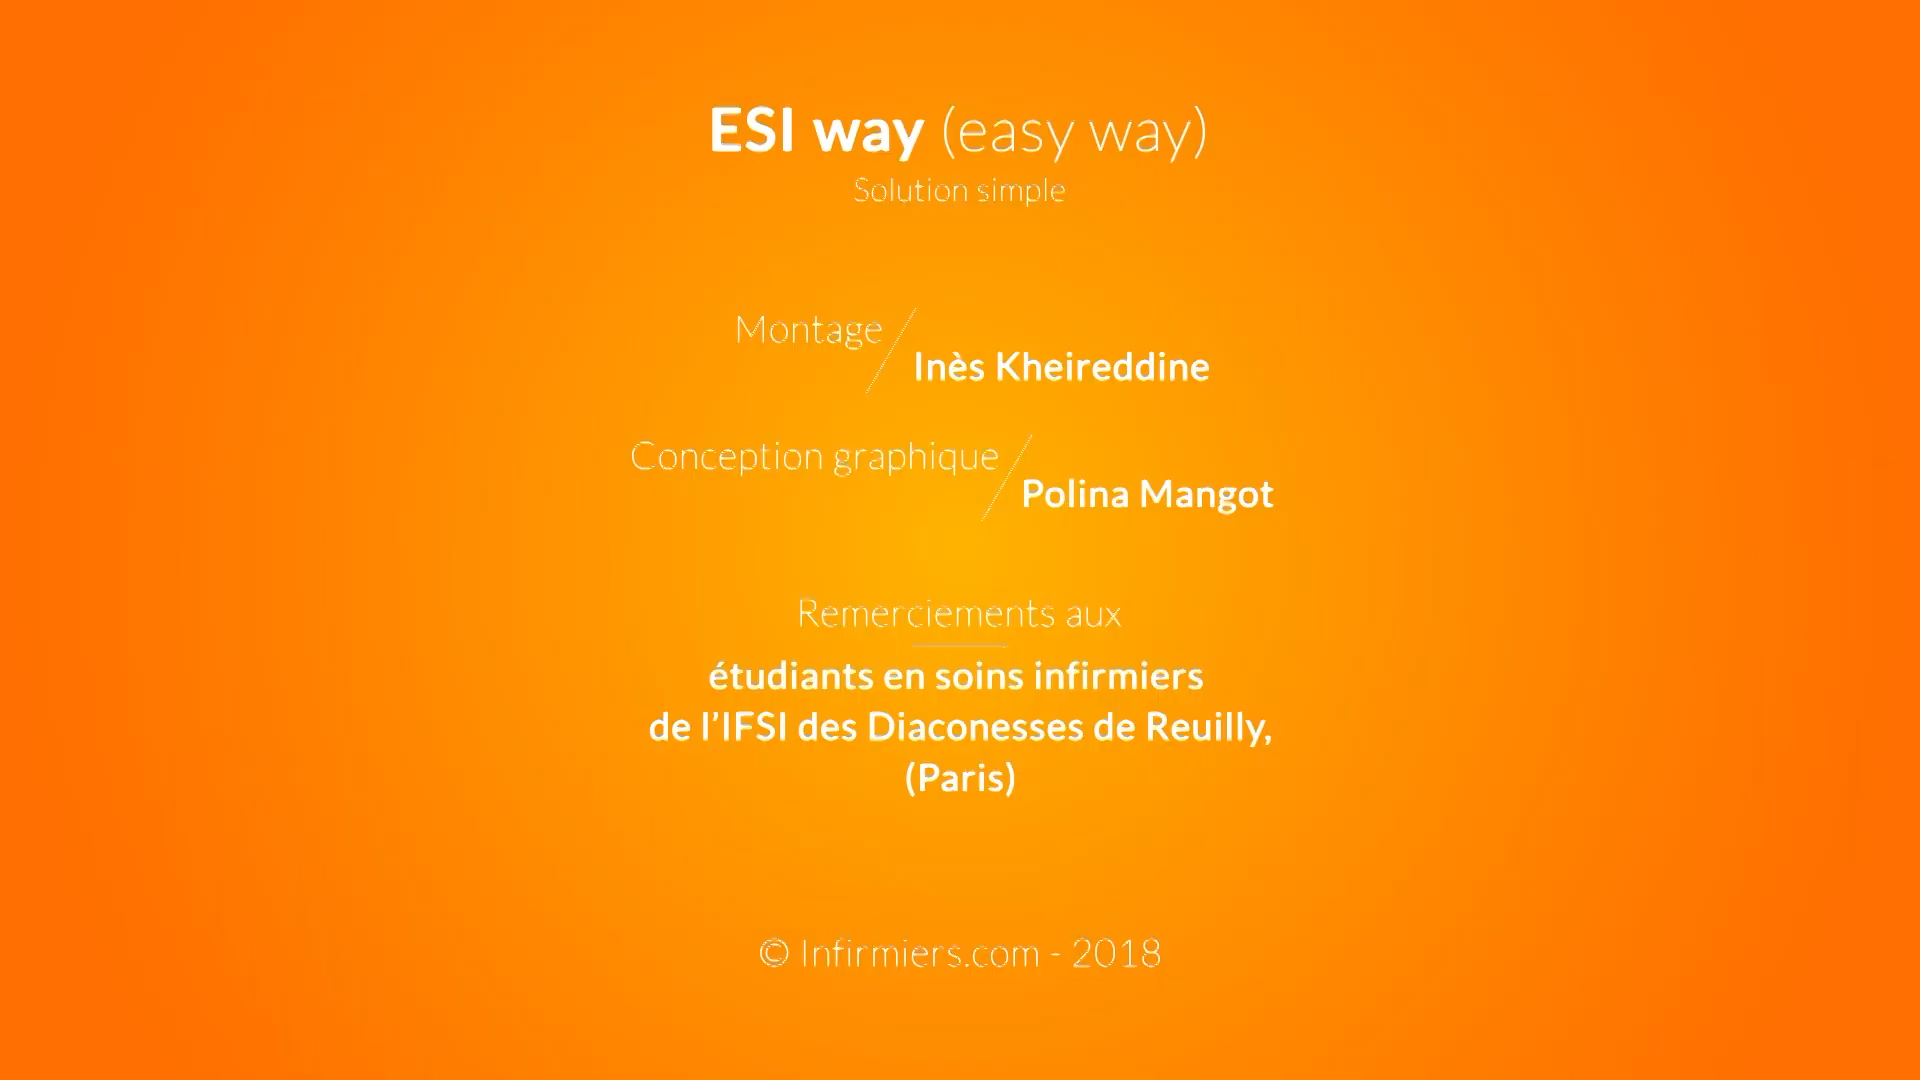 ESI way (easy way)
Solution simple
Montage
Inès Kheireddine
Conception graphique
Polina Mangot
Remerciements aux
étudiants en soins infirmiers
de l’IFSI des Diaconesses de Reuilly,
(Paris)
© Infirmiers.com - 2018